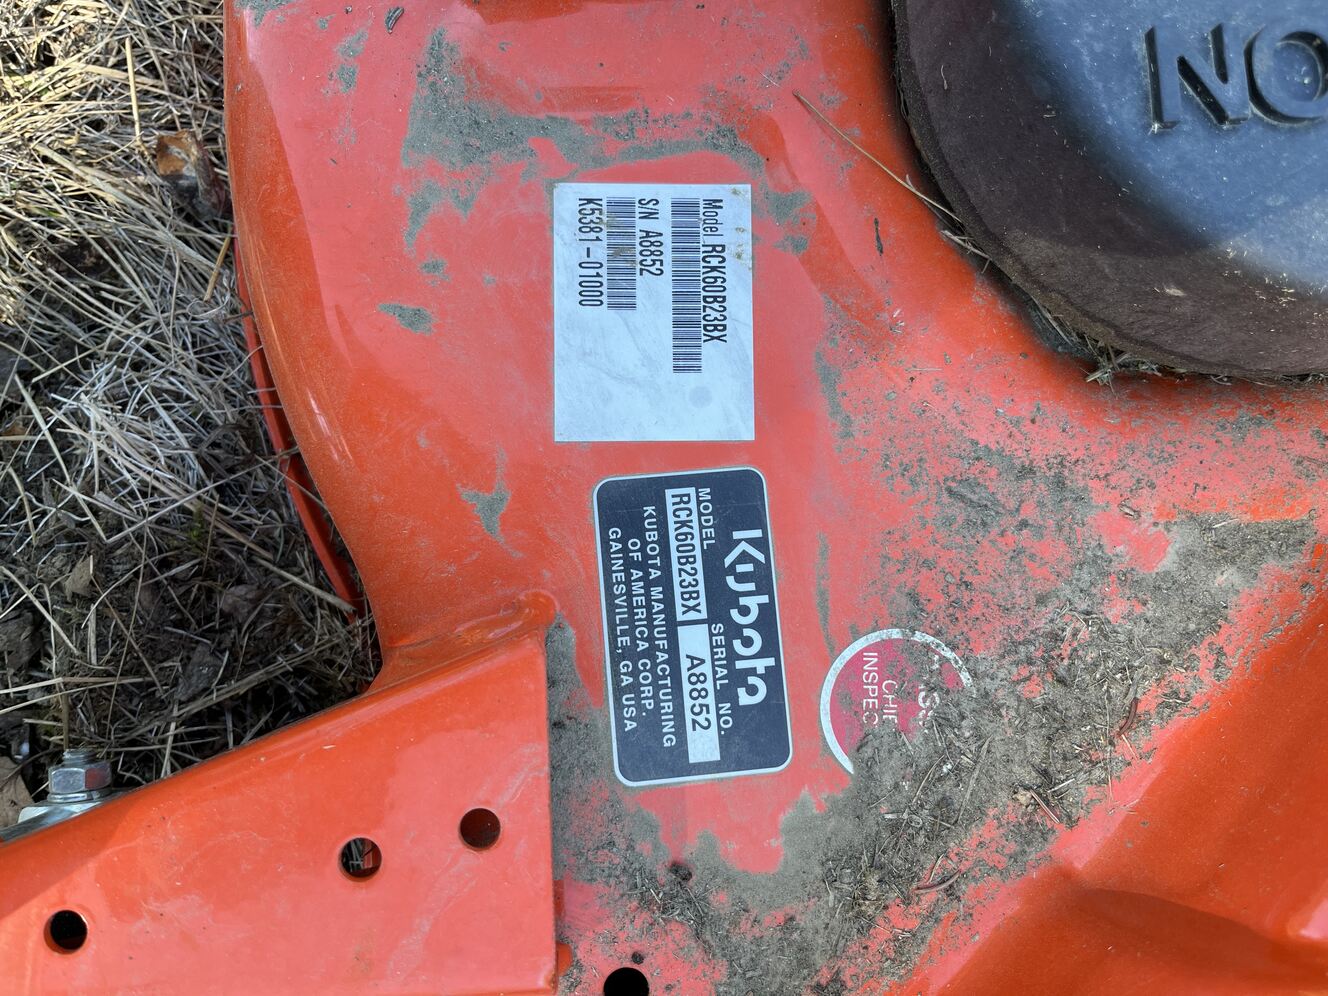 Model RCK60B23BX
S/N A8852
K5381-01000
Kubota
MODEL
SERIAL NO.
RCK60B23BX
A8852
KUBOTA MANUFACTURING
OF AMERICA CORP.
GAINESVILLE, GA USA
NO